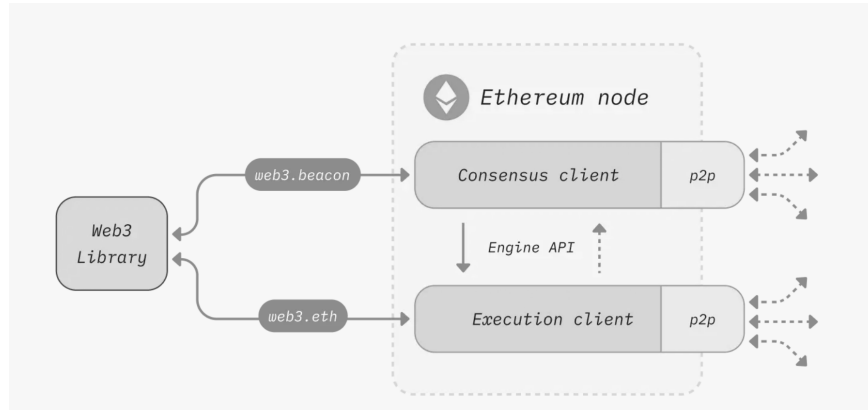 Ethereum node
web3.beacon
Consensus client
p2p
Web3
Library
Engine API
web3.eth
Execution client
p2p